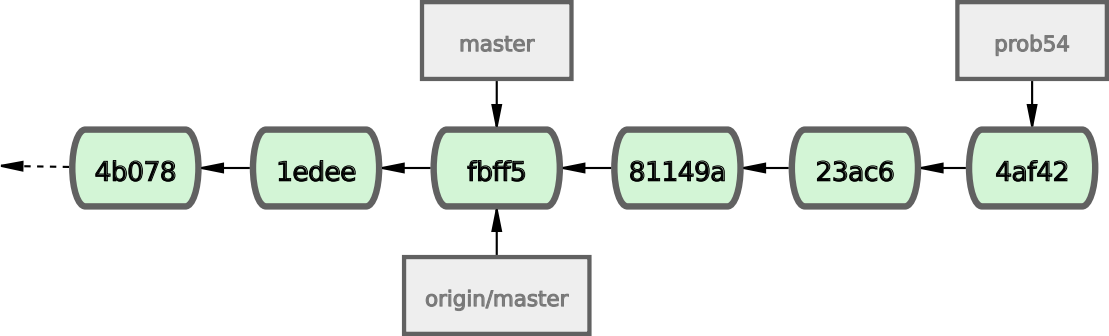 master
prob54
4b078
1edee
fbff5
81149a
23ac6
4af42
origin/master